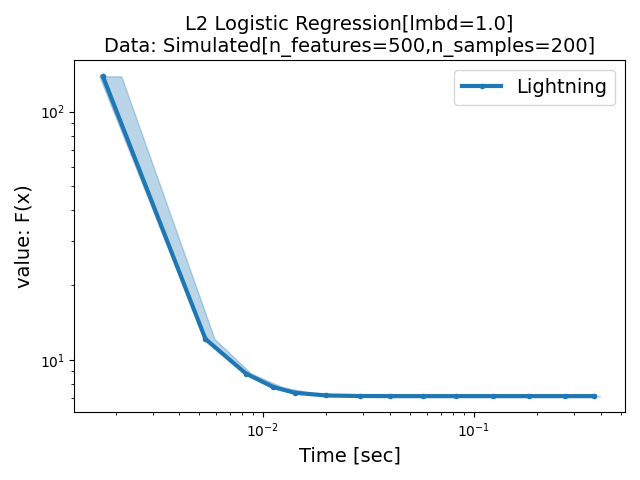 L2 Logistic Regression[lmbd=1.0]
Data: Simulated[n_features=500,n_samples=200]
Lightning
value: F(x)
10²
10¹
10⁻²
10⁻¹
Time [sec]